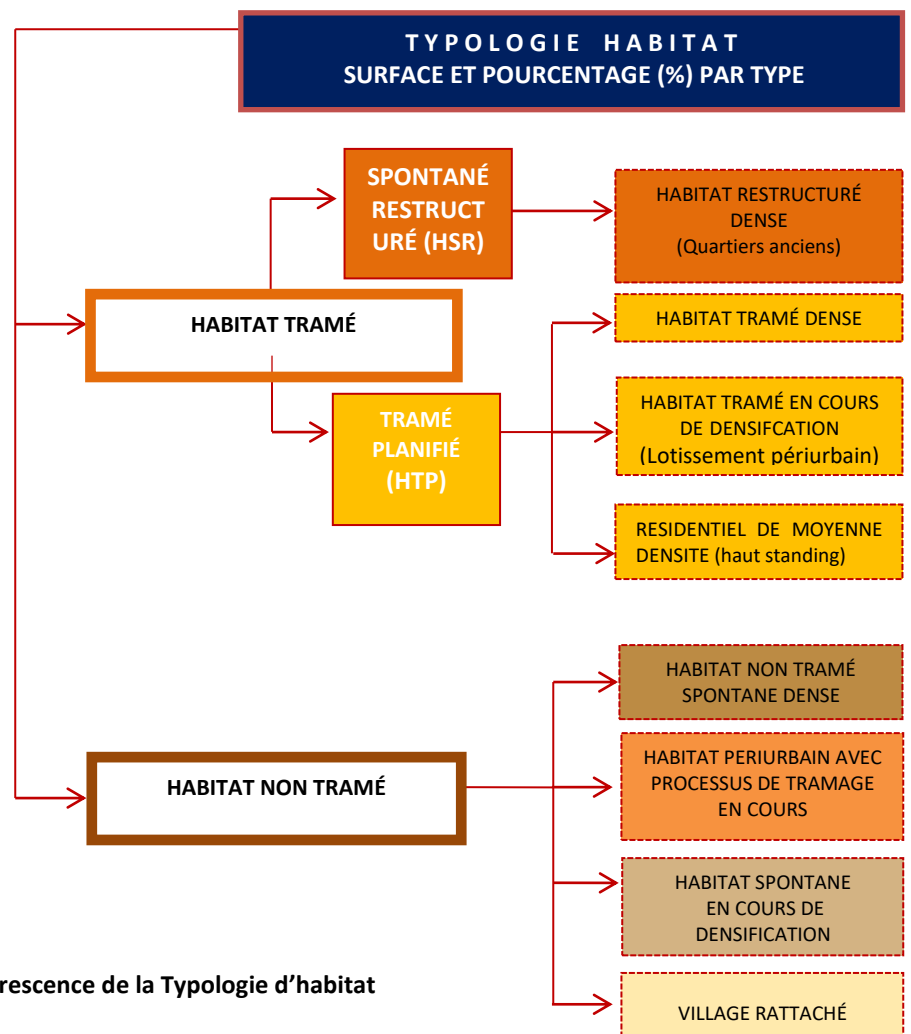 TYPOLOGIE HABITAT
SURFACE ET POURCENTAGE (%) PAR TYPE
SPONTANÉ
RESTRUCT
URÉ (HSR)
HABITAT RESTRUCTURÉ
DENSE
(Quartiers anciens)
HABITAT TRAMÉ
HABITAT TRAMÉ DENSE
TRAMÉ
PLANIFIÉ
(HTP)
HABITAT TRAMÉ EN COURS
DE DENSIFCATION
(Lotissement périurbain)
RESIDENTIEL DE MOYENNE
DENSITE (haut standing)
HABITAT NON TRAMÉ
SPONTANE DENSE
HABITAT NON TRAMÉ
HABITAT PERIURBAIN AVEC
PROCESSUS DE TRAMAGE
EN COURS
HABITAT SPONTANE
EN COURS DE
DENSIFICATION
rescence de la Typologie d'habitat
VILLAGE RATTACHÉ